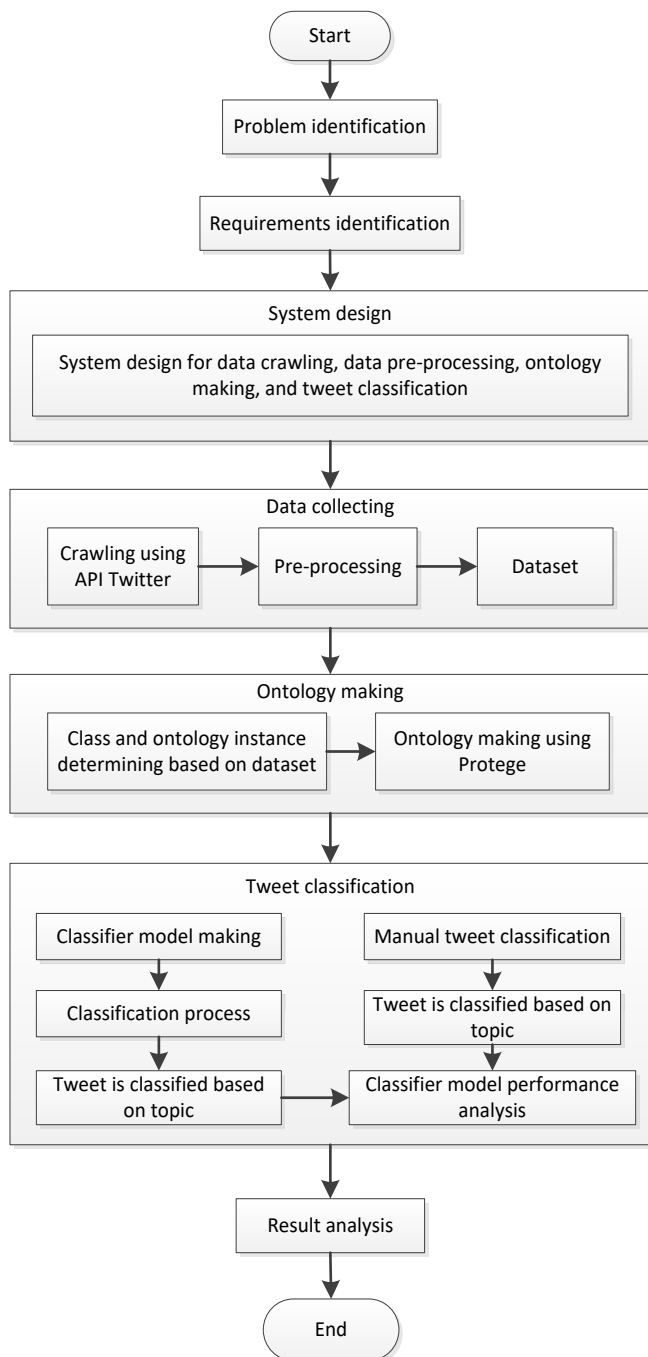 Start
Problem identification
Requirements identification
System design
System design for data crawling, data pre-processing, ontology
making, and tweet classification
Data collecting
Crawling using
API Twitter
Pre-processing
Dataset
Ontology making
Class and ontology instance
determining based on dataset
Ontology making using
Protege
Tweet classification
Classifier model making
Classification process
Tweet is classified based
on topic
Manual tweet classification
Tweet is classified based on
topic
Classifier model performance
analysis
Result analysis
End